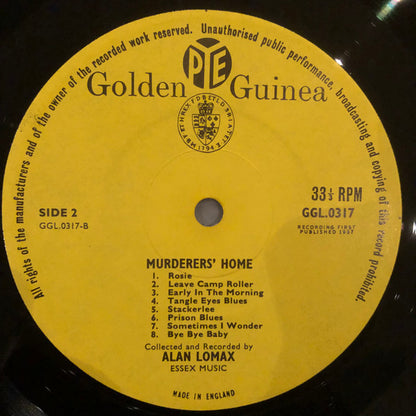 All rights of the manufacturers and of the owner of the recorded work reserved. Unauthorised public performance, broadcasting and copying of this record prohibited.
PYE
Golden Guinea
SIDE 2
GGL.0317-B
33⅓ RPM
GGL.0317
RECORDING FIRST
PUBLISHED 1957
MURDERERS' HOME
1. Rosie
2. Leave Camp Roller
3. Early In The Morning
4. Tangle Eyes Blues
5. Stackerlee
6. Prison Blues
7. Sometimes I Wonder
8. Bye Bye Baby
Collected and Recorded by
ALAN LOMAX
ESSEX MUSIC
MADE IN ENGLAND